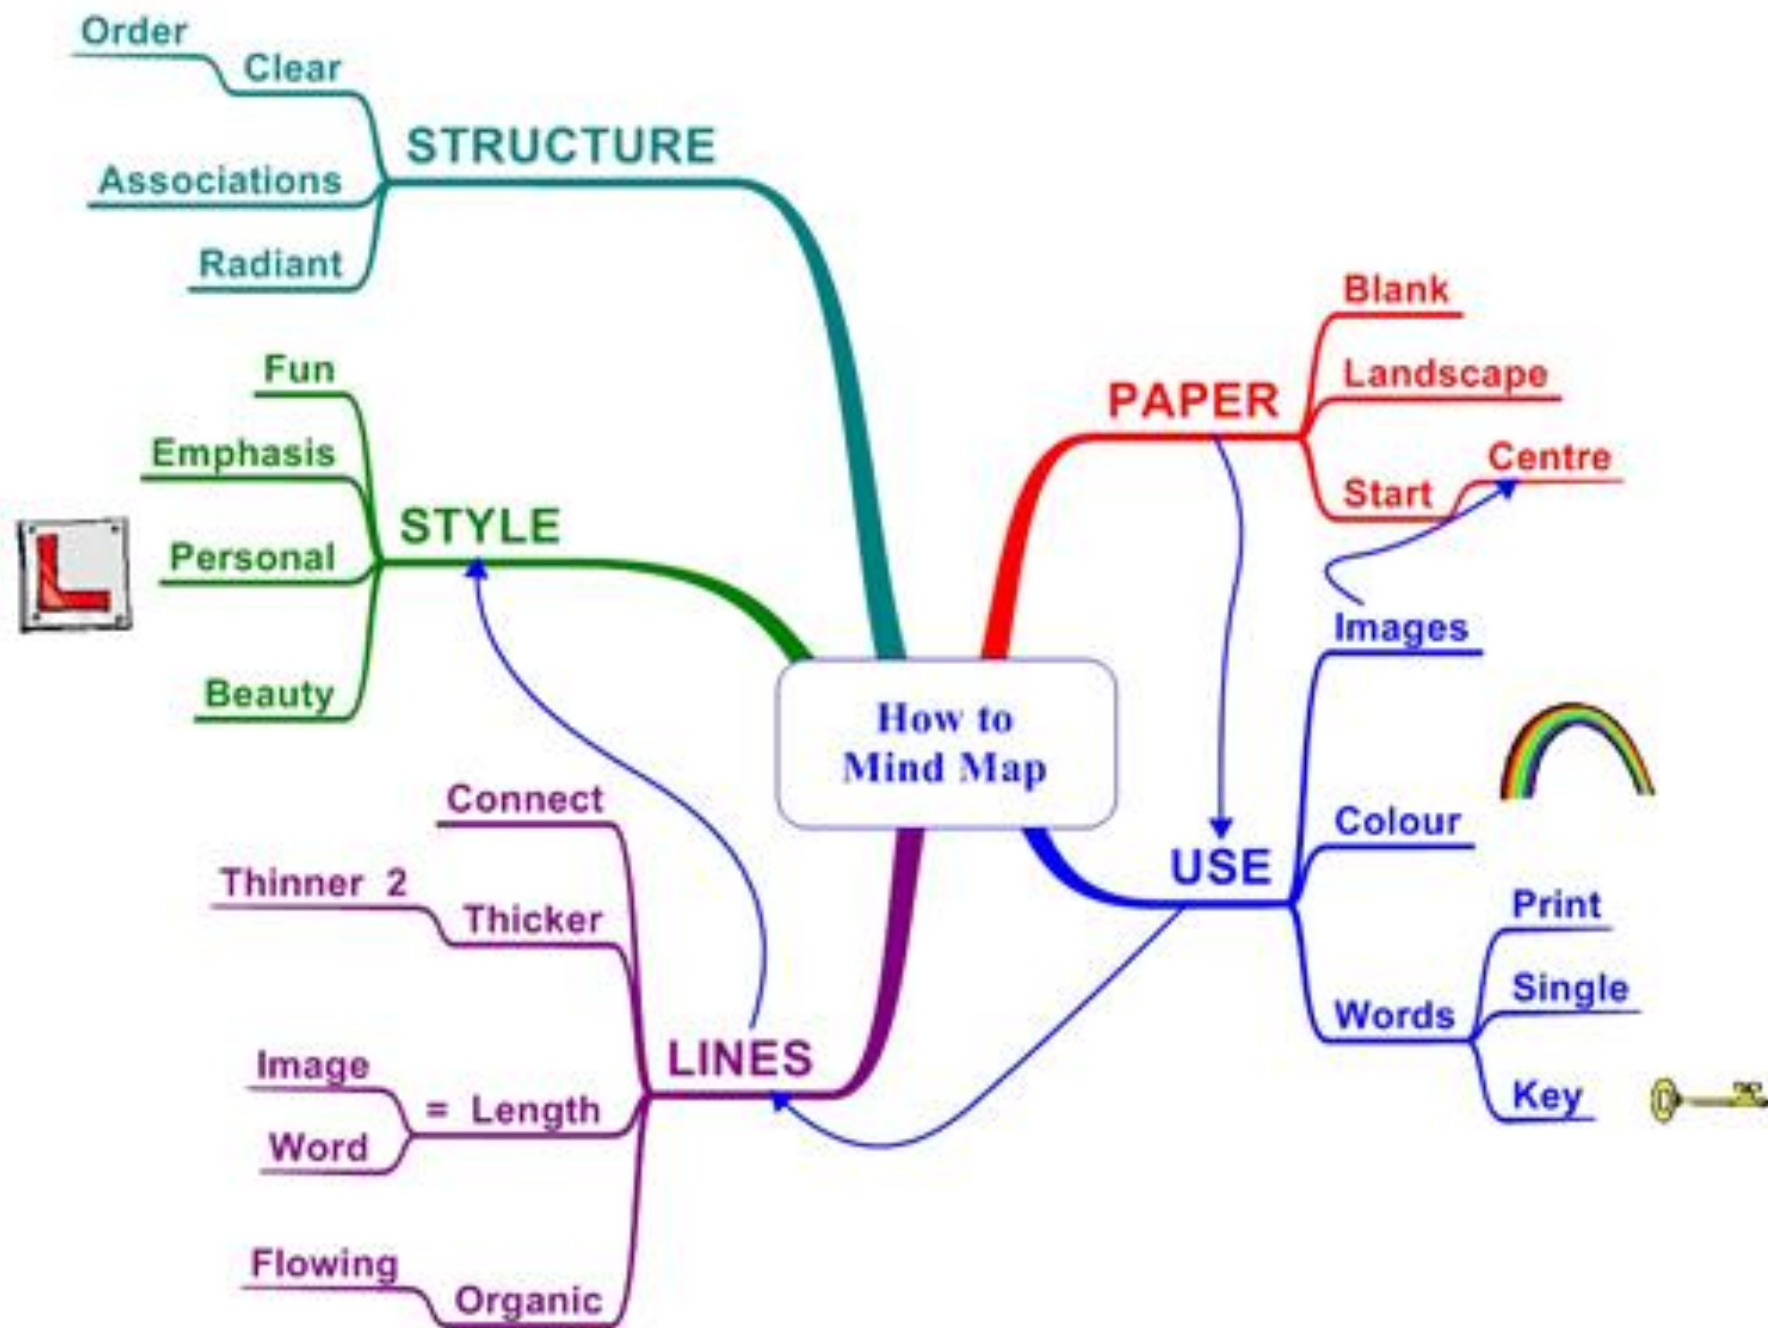 How to
Mind Map
PAPER
Blank
Landscape
Start
Centre
USE
Images
Colour
Words
Print
Single
Key
LINES
Connect
Thicker
Thinner 2
= Length
Image
Word
Organic
Flowing
STYLE
Fun
Emphasis
Personal
Beauty
L
STRUCTURE
Clear
Order
Associations
Radiant